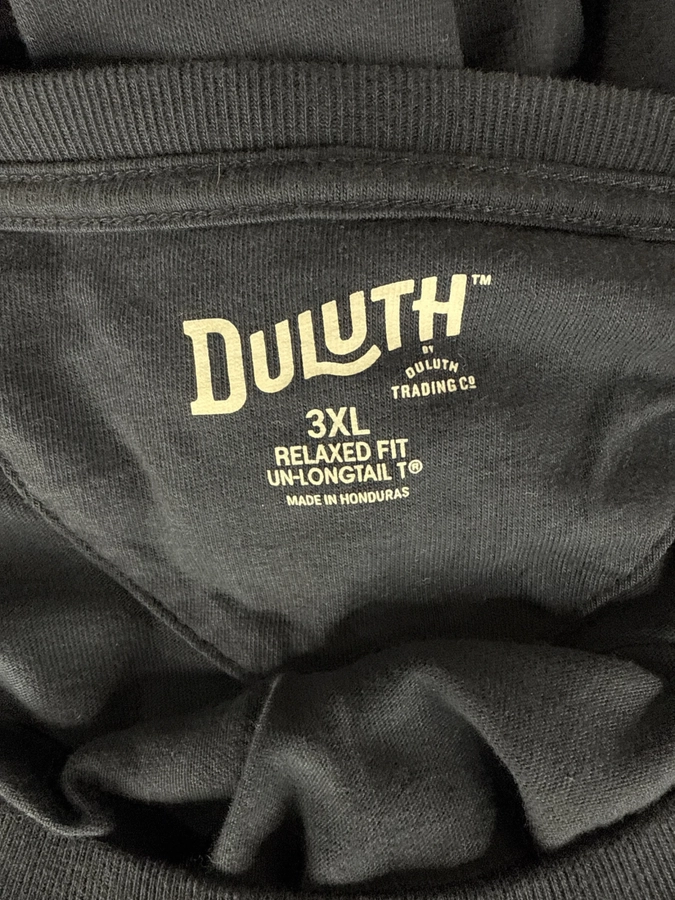 DULUTH™
BY
DULUTH
TRADING Co
3XL
RELAXED FIT
UN-LONGTAIL T®
MADE IN HONDURAS